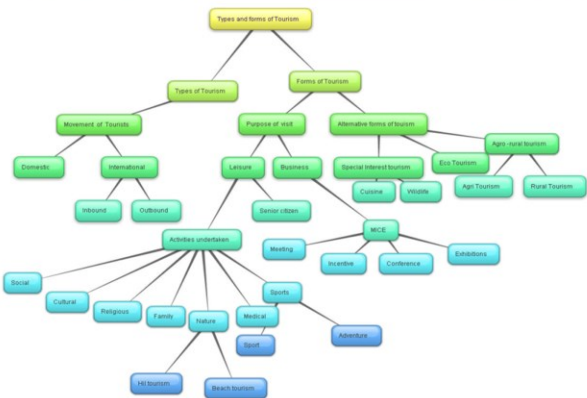 Types and forms of Tourism
Types of Tourism
Forms of Tourism
Movement of Tourists
Purpose of visit
Alternative forms of tourism
Agro-rural tourism
Domestic
International
Leisure
Business
Special Interest tourism
Eco Tourism
Cuisine
Wildlife
Agri Tourism
Rural Tourism
Inbound
Outbound
Senior citizen
Activities undertaken
MICE
Meeting
Incentive
Conference
Exhibitions
Social
Cultural
Religious
Family
Nature
Medical
Sports
Sport
Adventure
Hil tourism
Beach tourism